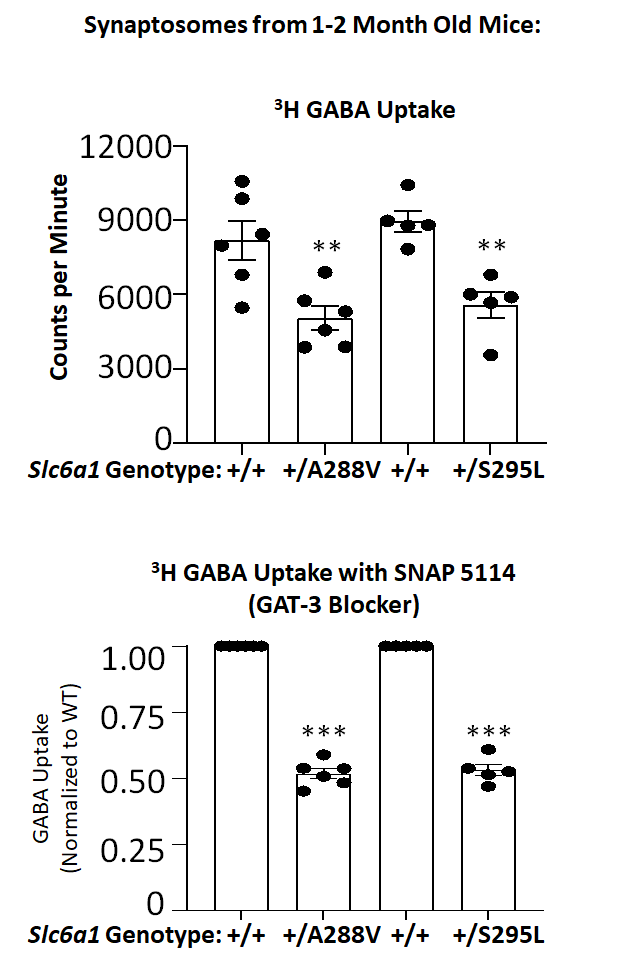 Synaptosomes from 1-2 Month Old Mice:
³H GABA Uptake
Counts per Minute
12000
9000
6000
3000
0
**
**
Slc6a1 Genotype: +/+ +/A288V +/+ +/S295L
³H GABA Uptake with SNAP 5114
(GAT-3 Blocker)
GABA Uptake
(Normalized to WT)
1.00
0.75
0.50
0.25
0
***
***
Slc6a1 Genotype: +/+ +/A288V +/+ +/S295L